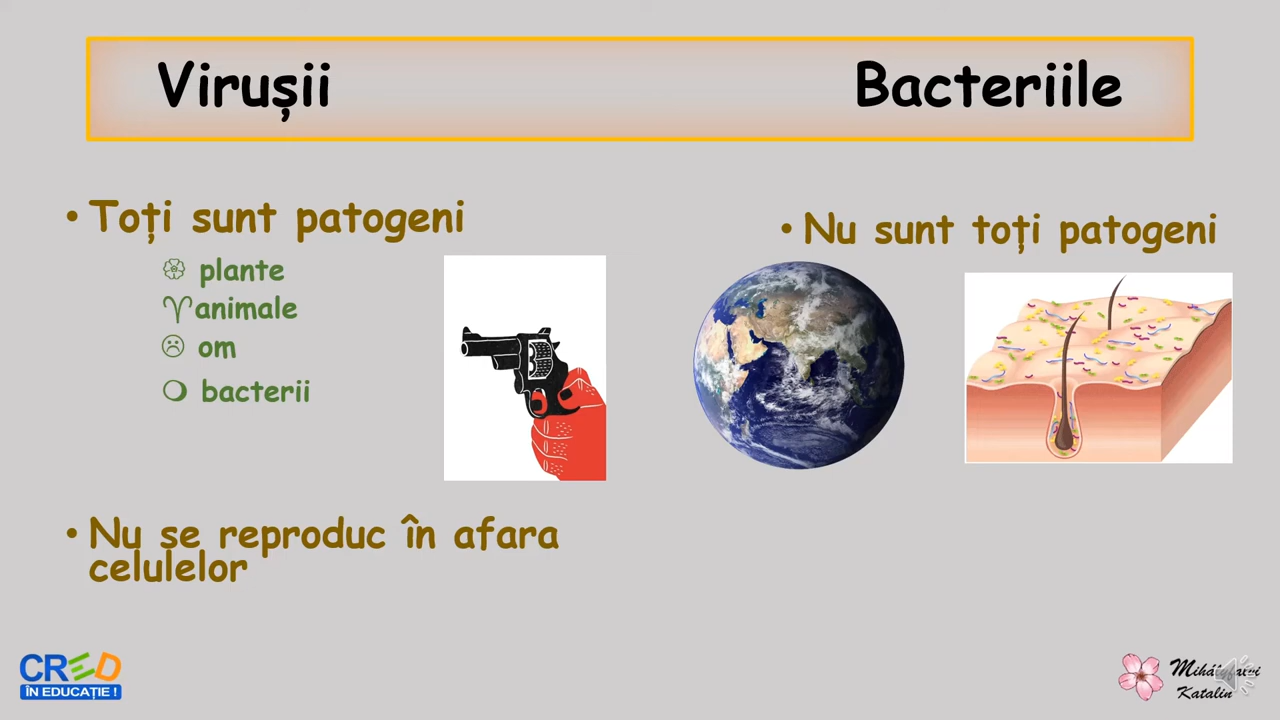 Virușii
Bacteriile
• Toți sunt patogeni
plante
animale
om
bacterii
• Nu se reproduc în afara
celulelor
• Nu sunt toți patogeni
CRED
ÎN EDUCAȚIE !
Katalin